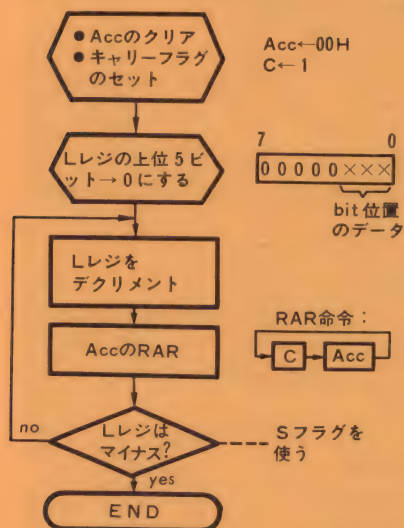 ● Accのクリア
● キャリーフラグ
のセット
Acc←00H
C←1
Lレジの上位5ビ
ット→0にする
7 0
00000×××
bit位置
のデータ
Lレジを
デクリメント
AccのRAR
RAR命令:
C Acc
no
Lレジは
マイナス?
Sフラグを
使う
yes
END